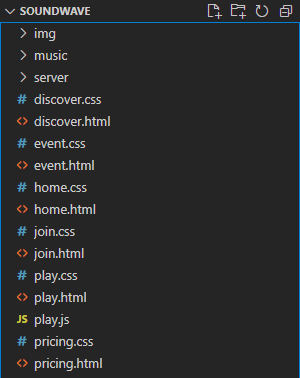 SOUNDWAVE
img
music
server
# discover.css
<> discover.html
# event.css
<> event.html
# home.css
<> home.html
# join.css
<> join.html
# play.css
<> play.html
JS play.js
# pricing.css
<> pricing.html